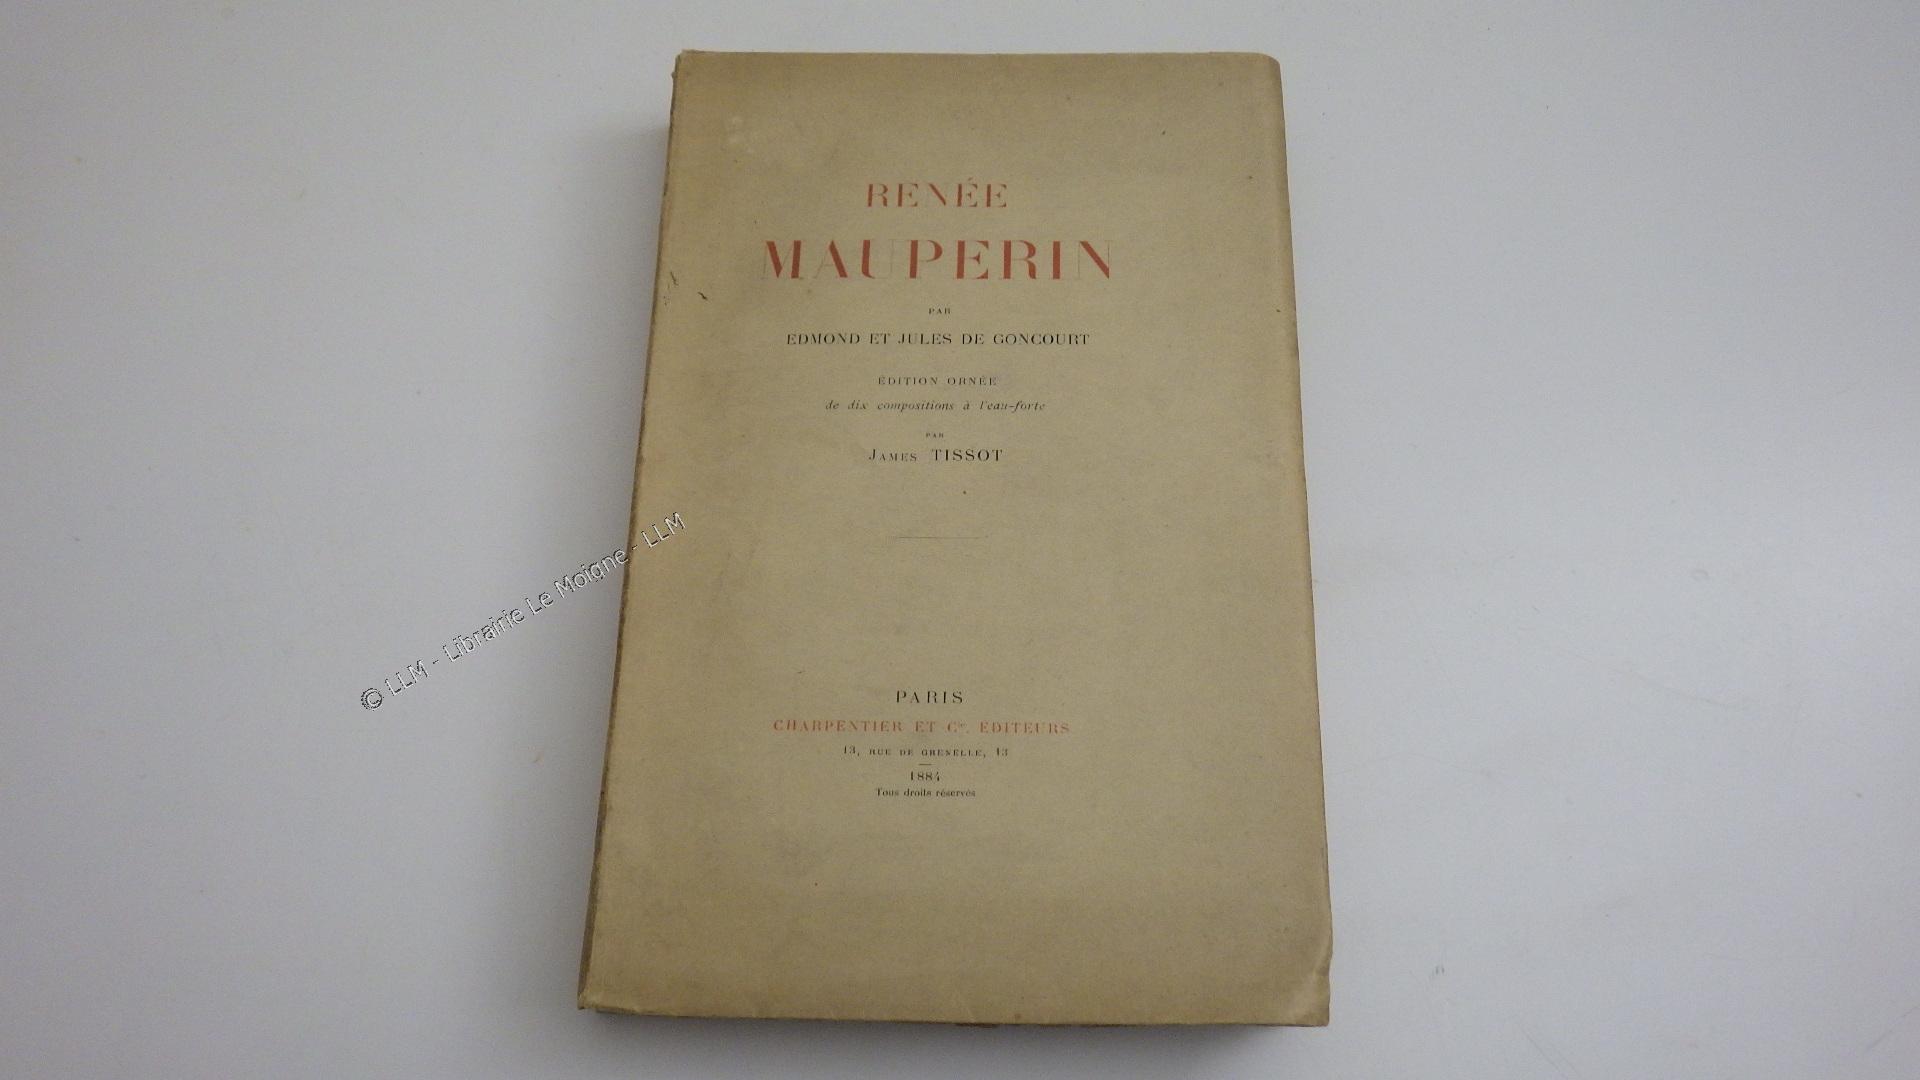 RENÉE
MAUPERIN
PAR
EDMOND ET JULES DE GONCOURT
ÉDITION ORNÉE
de dix compositions à l'eau-forte
PAR
JAMES TISSOT
PARIS
CHARPENTIER ET Cie, ÉDITEURS
13, RUE DE GRENELLE, 13
1884
Tous droits réservés
© LLM - Librairie Le Moigne - LLM